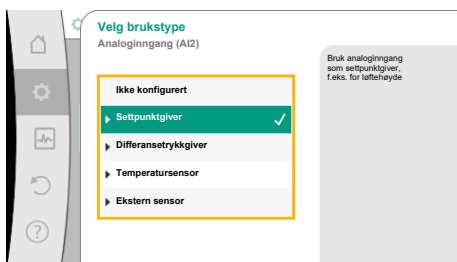 Velg brukstype
Analoginngang (AI2)
Bruk analoginngang
som settpunktgiver,
f.eks. for løftehøyde
Ikke konfigurert
Settpunktgiver
Differansetrykkgiver
Temperatursensor
Ekstern sensor
?